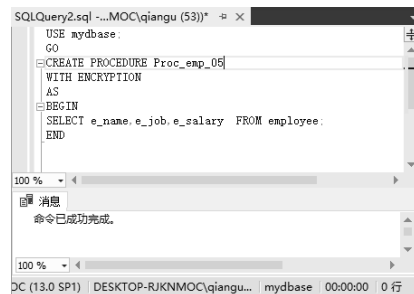 SQLQuery2.sql -...MOC\qiangu (53))*
USE mydbase;
GO
CREATE PROCEDURE Proc_emp_05
WITH ENCRYPTION
AS
BEGIN
SELECT e_name,e_job,e_salary FROM employee;
END
100 %
消息
命令已成功完成。
100 %
OC (13.0 SP1) DESKTOP-RJKNMOC\qiangu... mydbase 00:00:00 0 行